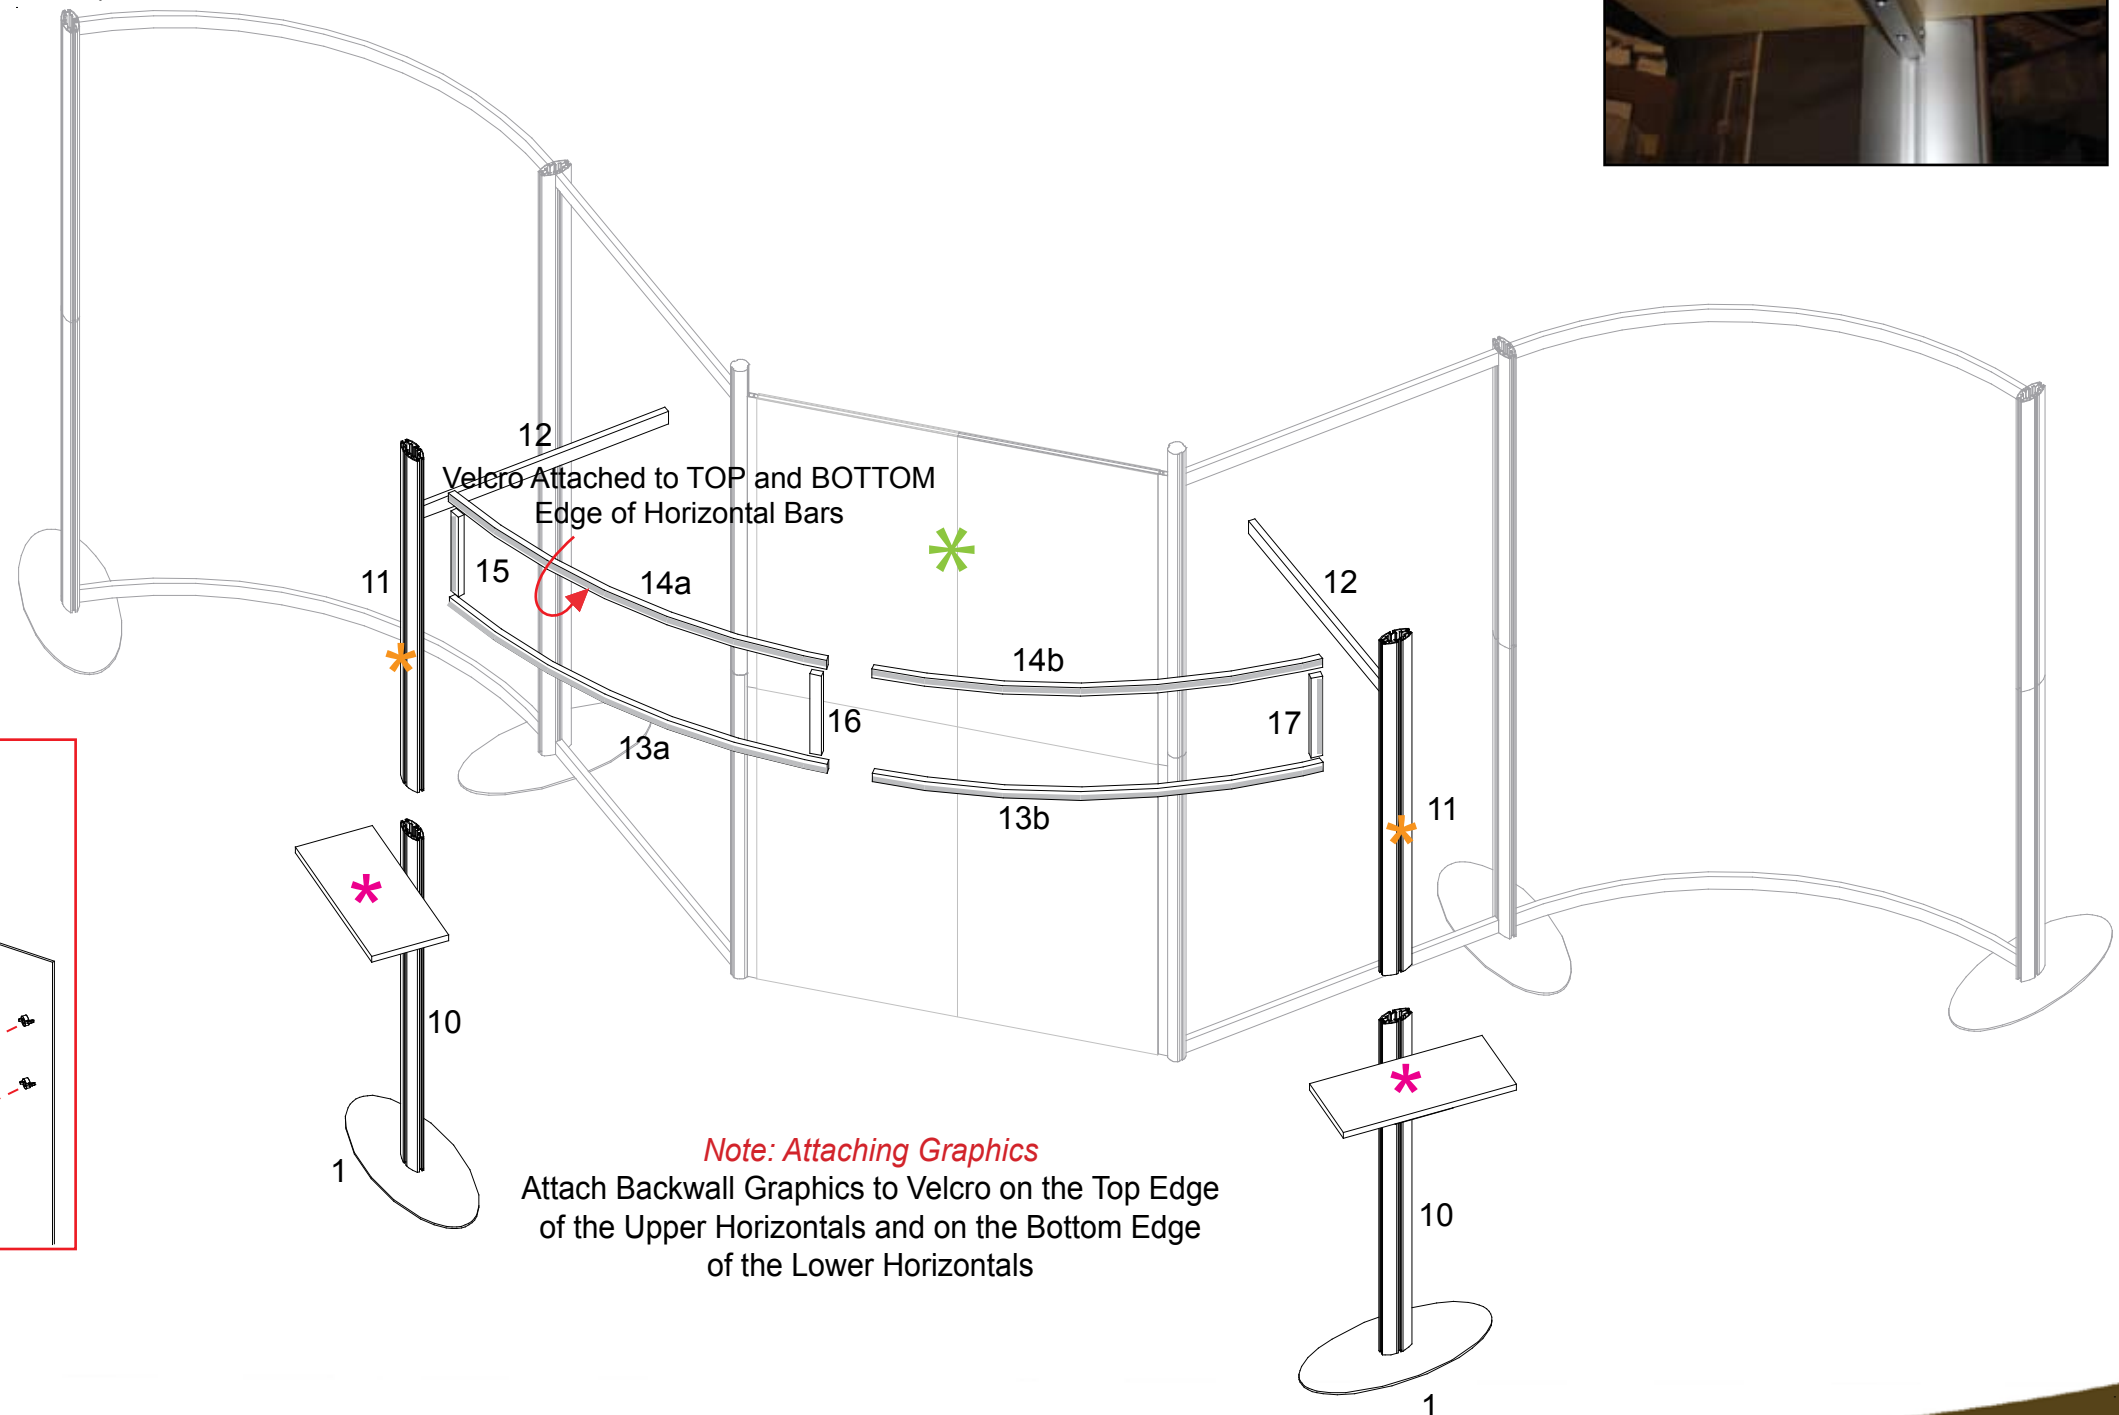 12
Velcro Attached to TOP and BOTTOM
Edge of Horizontal Bars
11
15
14a
12
14b
16
17
13a
13b
11
10
1
Note: Attaching Graphics
Attach Backwall Graphics to Velcro on the Top Edge
of the Upper Horizontals and on the Bottom Edge
of the Lower Horizontals
10
1